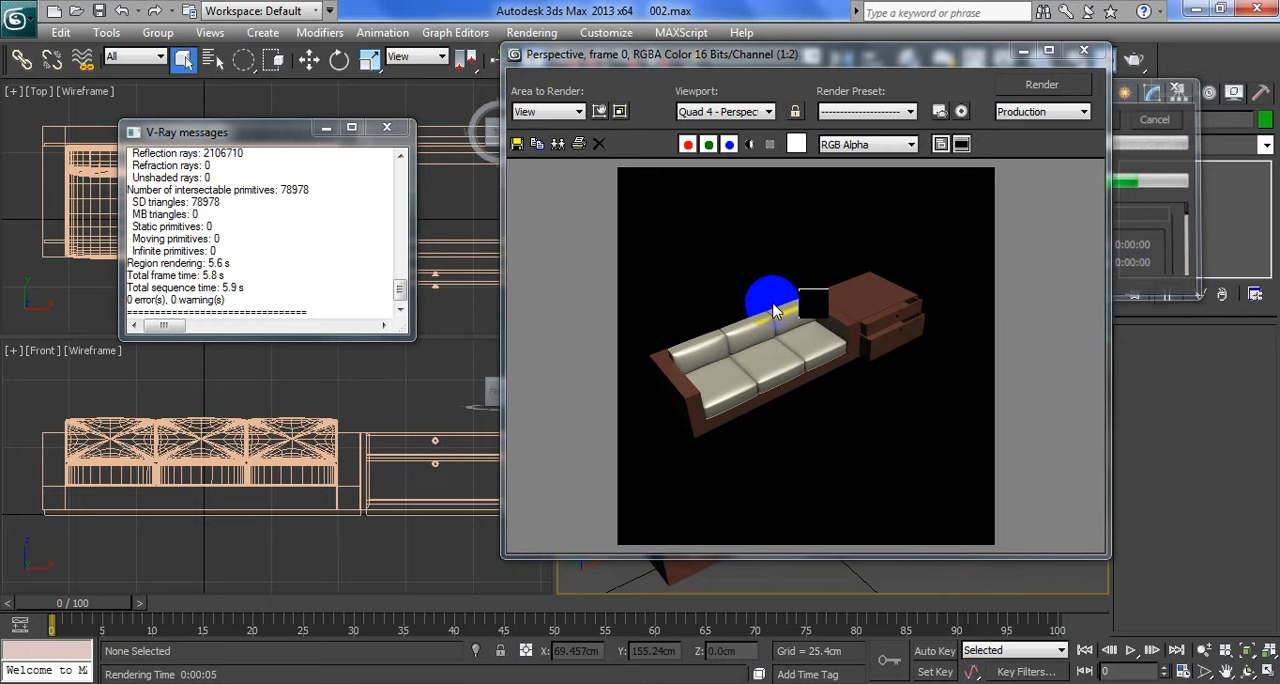 Workspace: Default
Autodesk 3ds Max  2013 x64
002.max
Type a keyword or phrase
Edit
Tools
Group
Views
Create
Modifiers
Animation
Graph Editors
Rendering
Customize
MAXScript
Help
All
View
Perspective, frame 0, RGBA Color 16 Bits/Channel (1:2)
Area to Render:
View
Viewport:
Quad 4 - Perspec
Render Preset:
--------------------
Render
Production
RGB Alpha
Cancel
0:00:00
0:00:00
[+] [Top] [Wireframe]
[+] [Front] [Wireframe]
V-Ray messages
Reflection rays: 2106710
Refraction rays: 0
Unshaded rays: 0
Number of intersectable primitives: 78978
SD triangles: 78978
MB triangles: 0
Static primitives: 0
Moving primitives: 0
Infinite primitives: 0
Region rendering: 5.6 s
Total frame time: 5.8 s
Total sequence time: 5.9 s
0 error(s), 0 warning(s)
==============================
0 / 100
0
5
10
15
20
25
30
35
40
45
50
55
60
65
70
75
80
85
90
95
100
None Selected
X: 69.457cm
Y: 155.24cm
Z: 0.0cm
Grid = 25.4cm
Auto Key
Selected
Welcome to M
Rendering Time  0:00:05
Add Time Tag
Set Key
Key Filters...
0